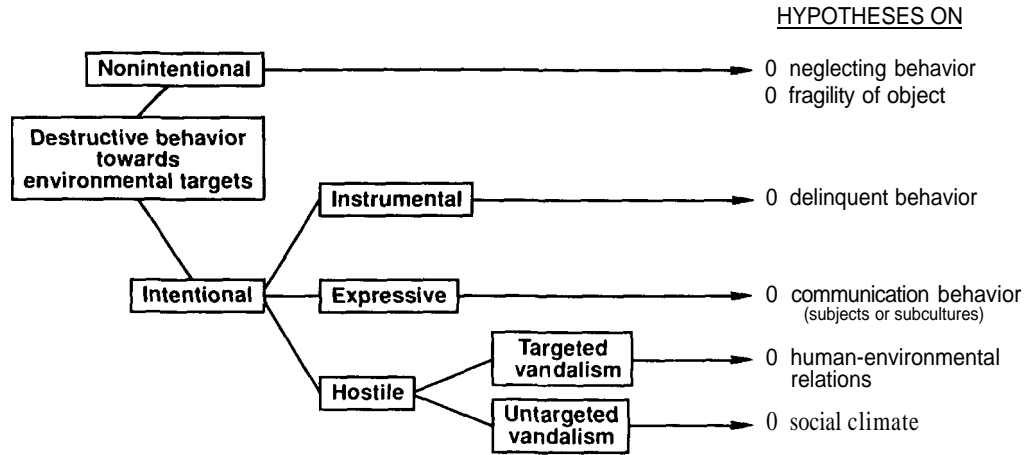 HYPOTHESES ON
Nonintentional
0 neglecting behavior
0 fragility of object
Destructive behavior
towards
environmental targets
Instrumental
0 delinquent behavior
Intentional
Expressive
0 communication behavior
(subjects or subcultures)
Hostile
Targeted
vandalism
0 human-environmental
relations
Untargeted
vandalism
0 social climate